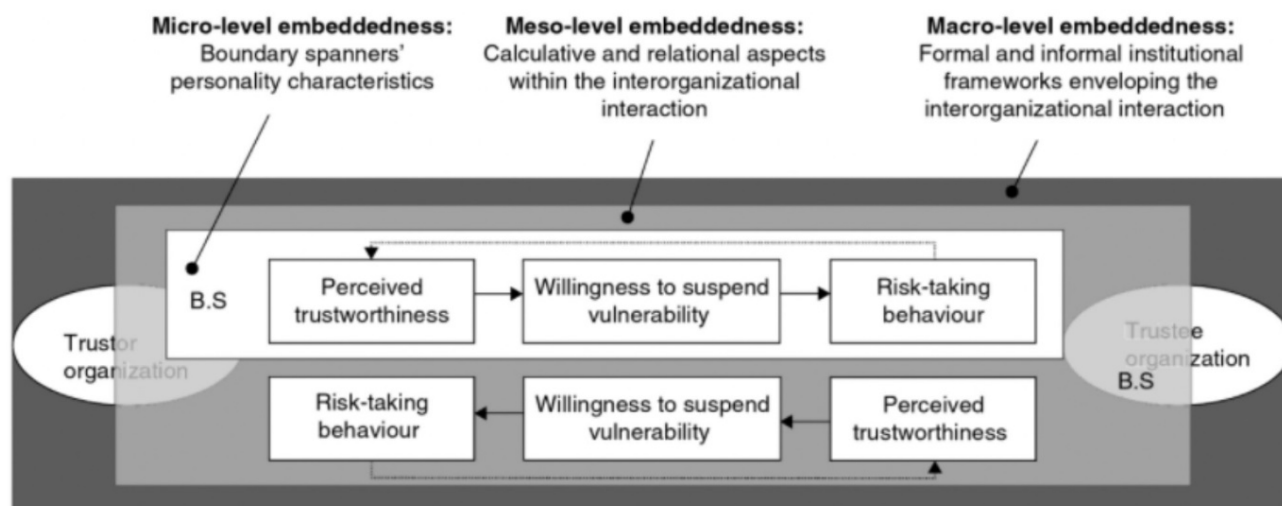 Micro-level embeddedness:
Boundary spanners'
personality characteristics
Meso-level embeddedness:
Calculative and relational aspects
within the interorganizational
interaction
Macro-level embeddedness:
Formal and informal institutional
frameworks enveloping the
interorganizational interaction
B.S
Perceived
trustworthiness
Willingness to suspend
vulnerability
Risk-taking
behaviour
Trustor
organization
Trustee
organization
B.S
Risk-taking
behaviour
Willingness to suspend
vulnerability
Perceived
trustworthiness